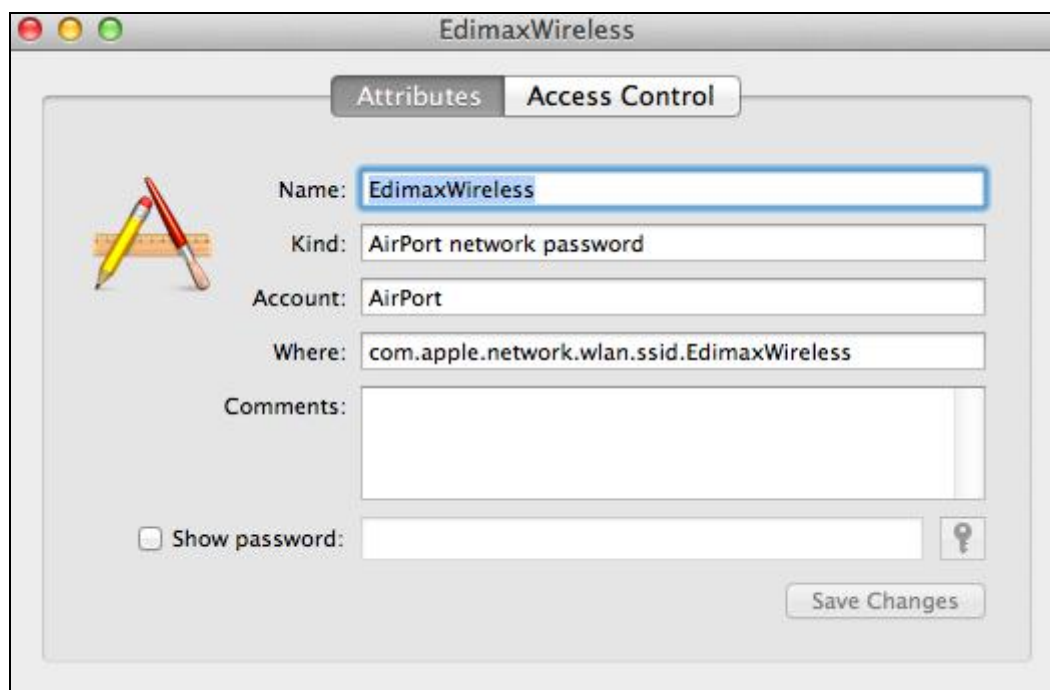 EdimaxWireless
Attributes Access Control
Name: EdimaxWireless
Kind: AirPort network password
Account: AirPort
Where: com.apple.network.wlan.ssid.EdimaxWireless
Comments:
Show password:
Save Changes